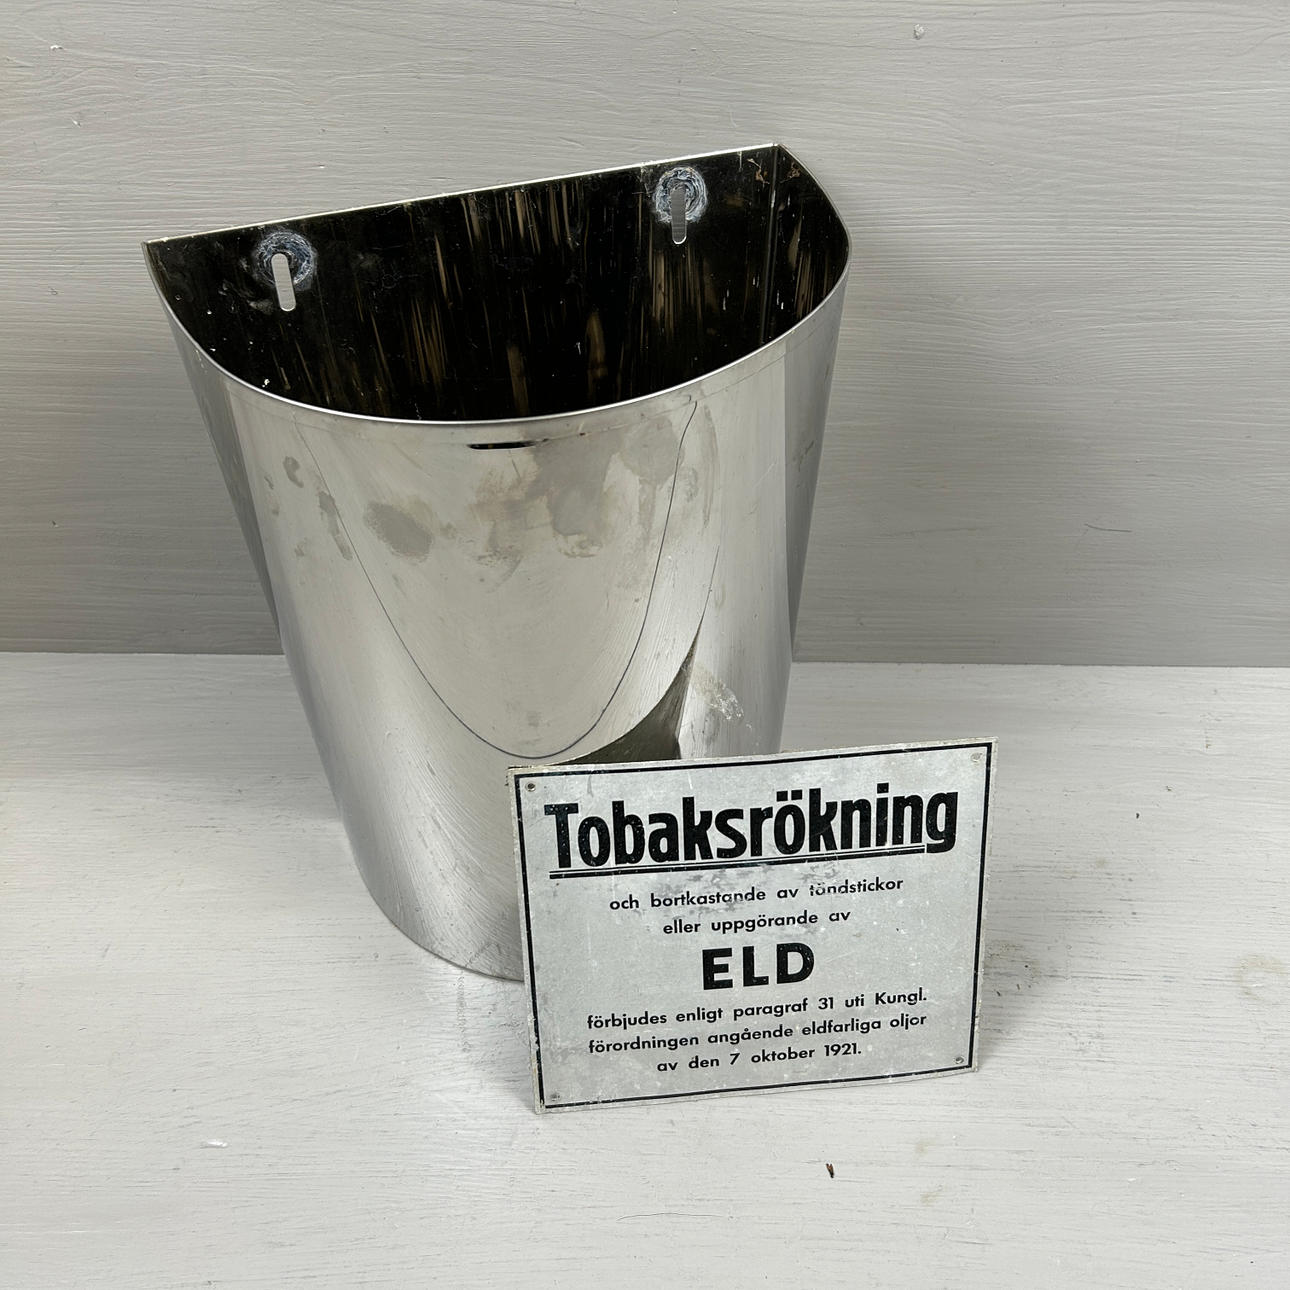 Tobaksrökning
och bortkastande av tändstickor
eller uppgörande av
ELD
förbjudes enligt paragraf 31 uti Kungl.
förordningen angående eldfarliga oljor
av den 7 oktober 1921.